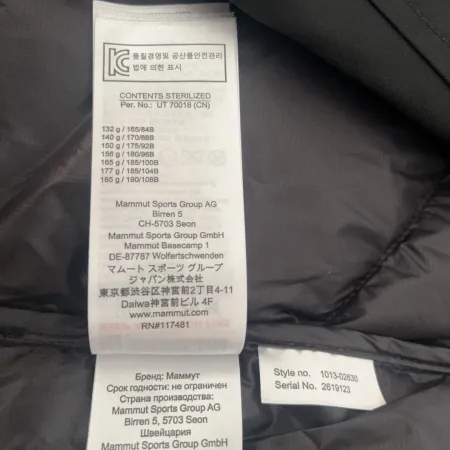 품질경영및 공산품안전관리
법에 의한 표시
CONTENTS STERILIZED
Per. No.: UT 70018 (CN)
132 g / 165/84B
140 g / 170/88B
150 g / 175/92B
156 g / 180/96B
165 g / 185/100B
177 g / 185/104B
185 g / 190/108B
Mammut Sports Group AG
Birren 5
CH-5703 Seon
Mammut Sports Group GmbH
Mammut Basecamp 1
DE-87787 Wolfertschwenden
マムート スポーツ グループ
ジャパン株式会社
東京都渋谷区神宮前2丁目4-11
Daiwa神宮前ビル 4F
www.mammut.com
RN#117481
Бренд: Маммут
Срок годности: не ограничен
Страна производства:
Mammut Sports Group AG
Birren 5, 5703 Seon
Швейцария
Mammut Sports Group GmbH
Style no. 1013-02630
Serial No. 2619123